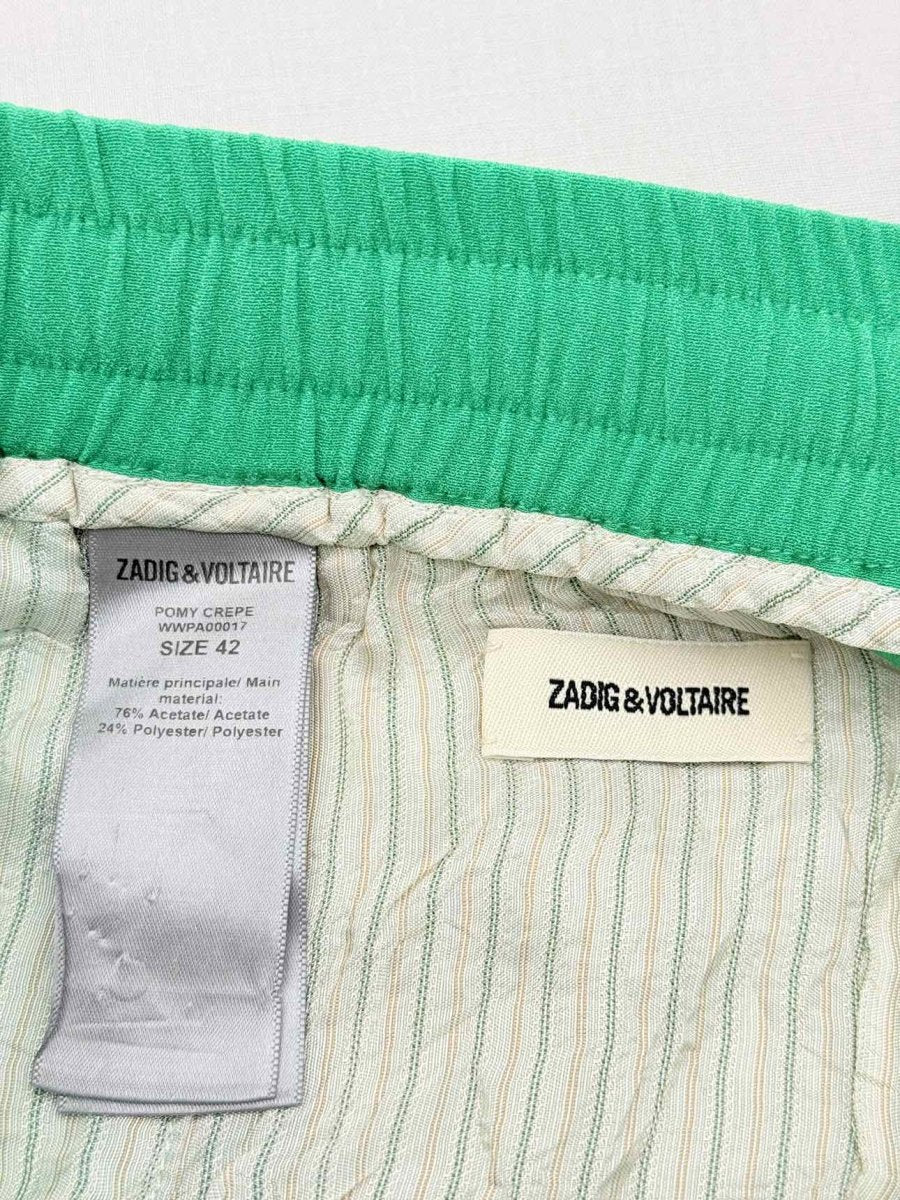 ZADIG&VOLTAIRE
POMY CREPE
WWPA00017
SIZE 42
Matière principale/ Main
material:
76% Acetate/ Acetate
24% Polyester/ Polyester
ZADIG&VOLTAIRE